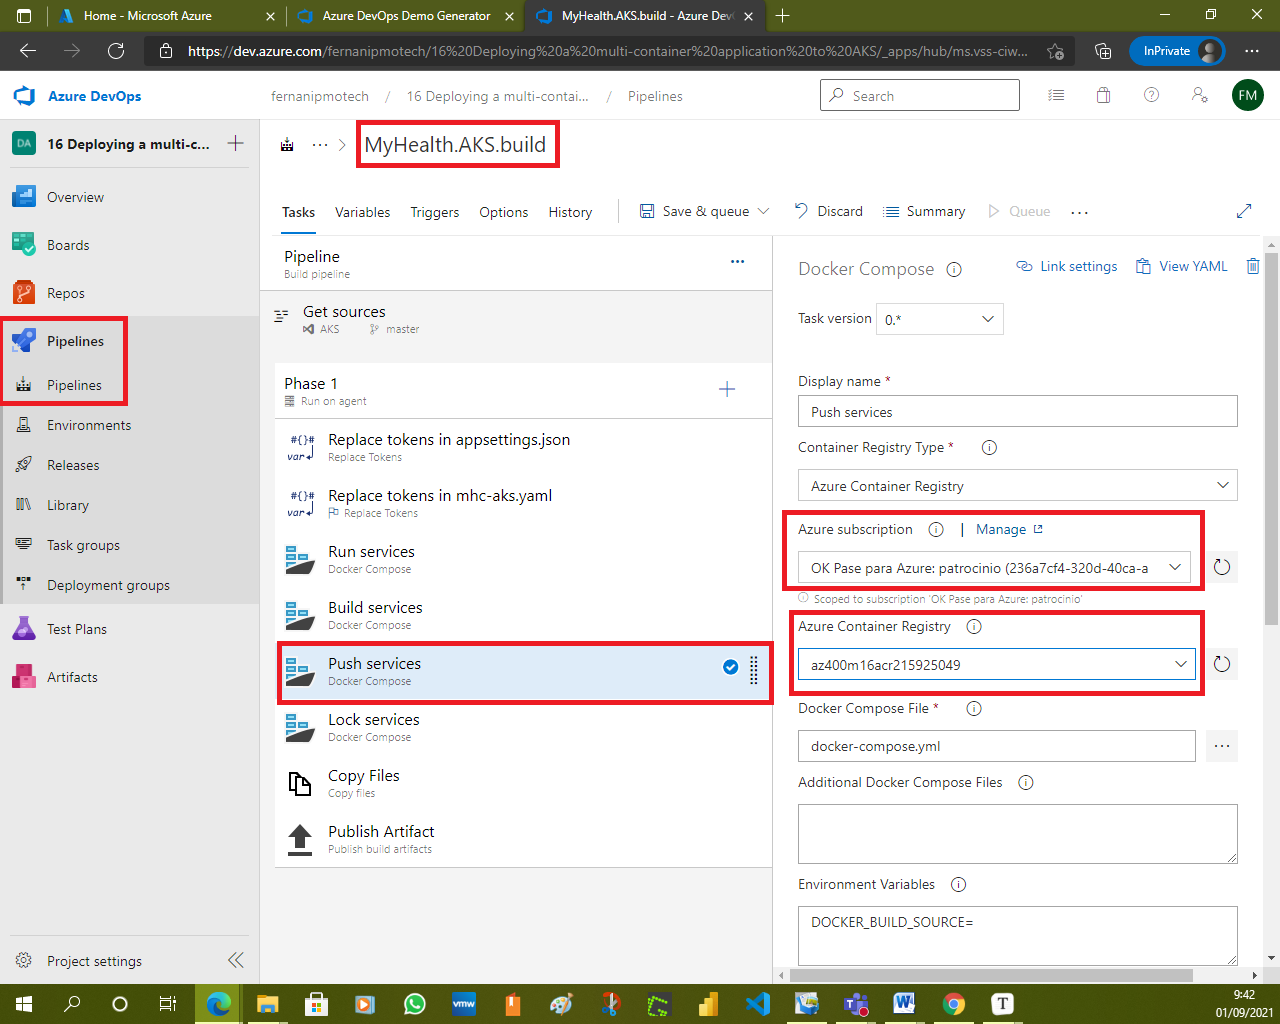 Home - Microsoft Azure
Azure DevOps Demo Generator
MyHealth.AKS.build - Azure Dev
https://dev.azure.com/fernanipmotech/16%20Deploying%20a%20multi-container%20application%20to%20AKS/_apps/hub/ms.vss-ciw...
InPrivate
Azure DevOps
fernanipmotech / 16 Deploying a multi-contai... / Pipelines
Search
FM
DA
16 Deploying a multi-c...
MyHealth.AKS.build
Overview
Boards
Repos
Pipelines
Pipelines
Environments
Releases
Library
Task groups
Deployment groups
Test Plans
Artifacts
Project settings
Tasks
Variables
Triggers
Options
History
Save & queue
Discard
Summary
Queue
Pipeline
Build pipeline
Get sources
AKS
master
Phase 1
Run on agent
#{}#
var
Replace tokens in appsettings.json
Replace Tokens
#{}#
var
Replace tokens in mhc-aks.yaml
Replace Tokens
Run services
Docker Compose
Build services
Docker Compose
Push services
Docker Compose
Lock services
Docker Compose
Copy Files
Copy files
Publish Artifact
Publish build artifacts
Docker Compose
Link settings
View YAML
Task version
0.*
Display name *
Push services
Container Registry Type *
Azure Container Registry
Azure subscription
| Manage
OK Pase para Azure: patrocinio (236a7cf4-320d-40ca-a
Scoped to subscription 'OK Pase para Azure: patrocinio'
Azure Container Registry
az400m16acr215925049
Docker Compose File *
docker-compose.yml
Additional Docker Compose Files
Environment Variables
DOCKER_BUILD_SOURCE=
vmw
W
T
9:42
01/09/2021